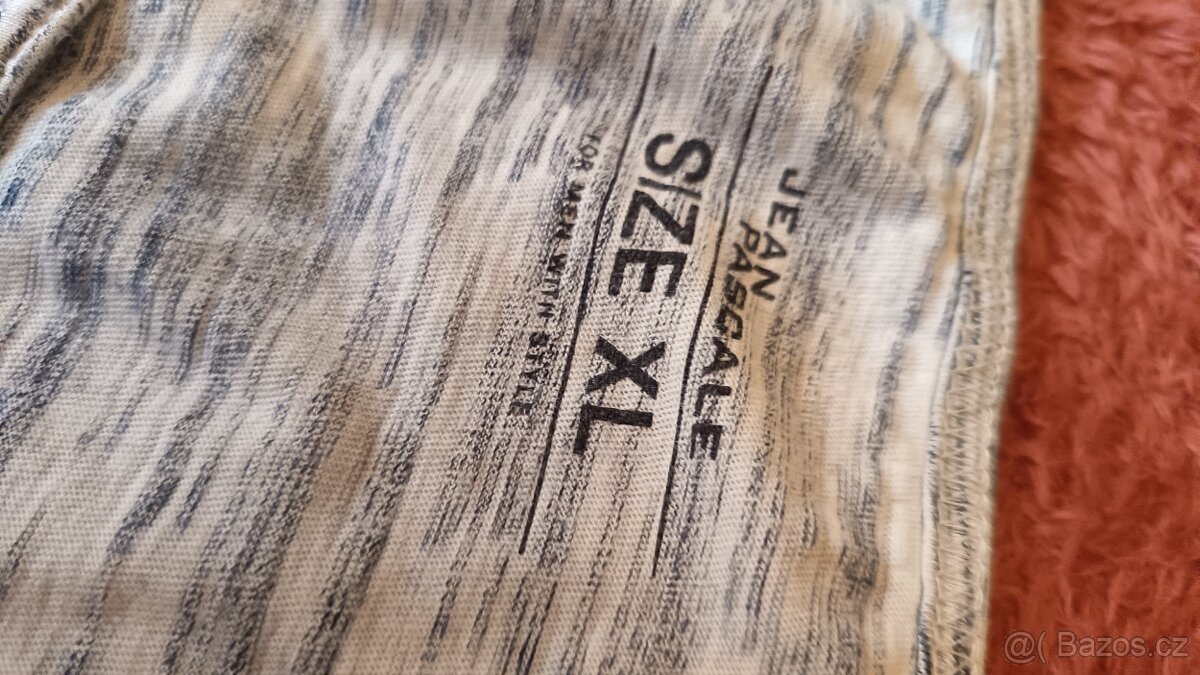 JEAN
PASCALE
SIZE XL
FOR MEN WITH STYLE
@( Bazos.cz